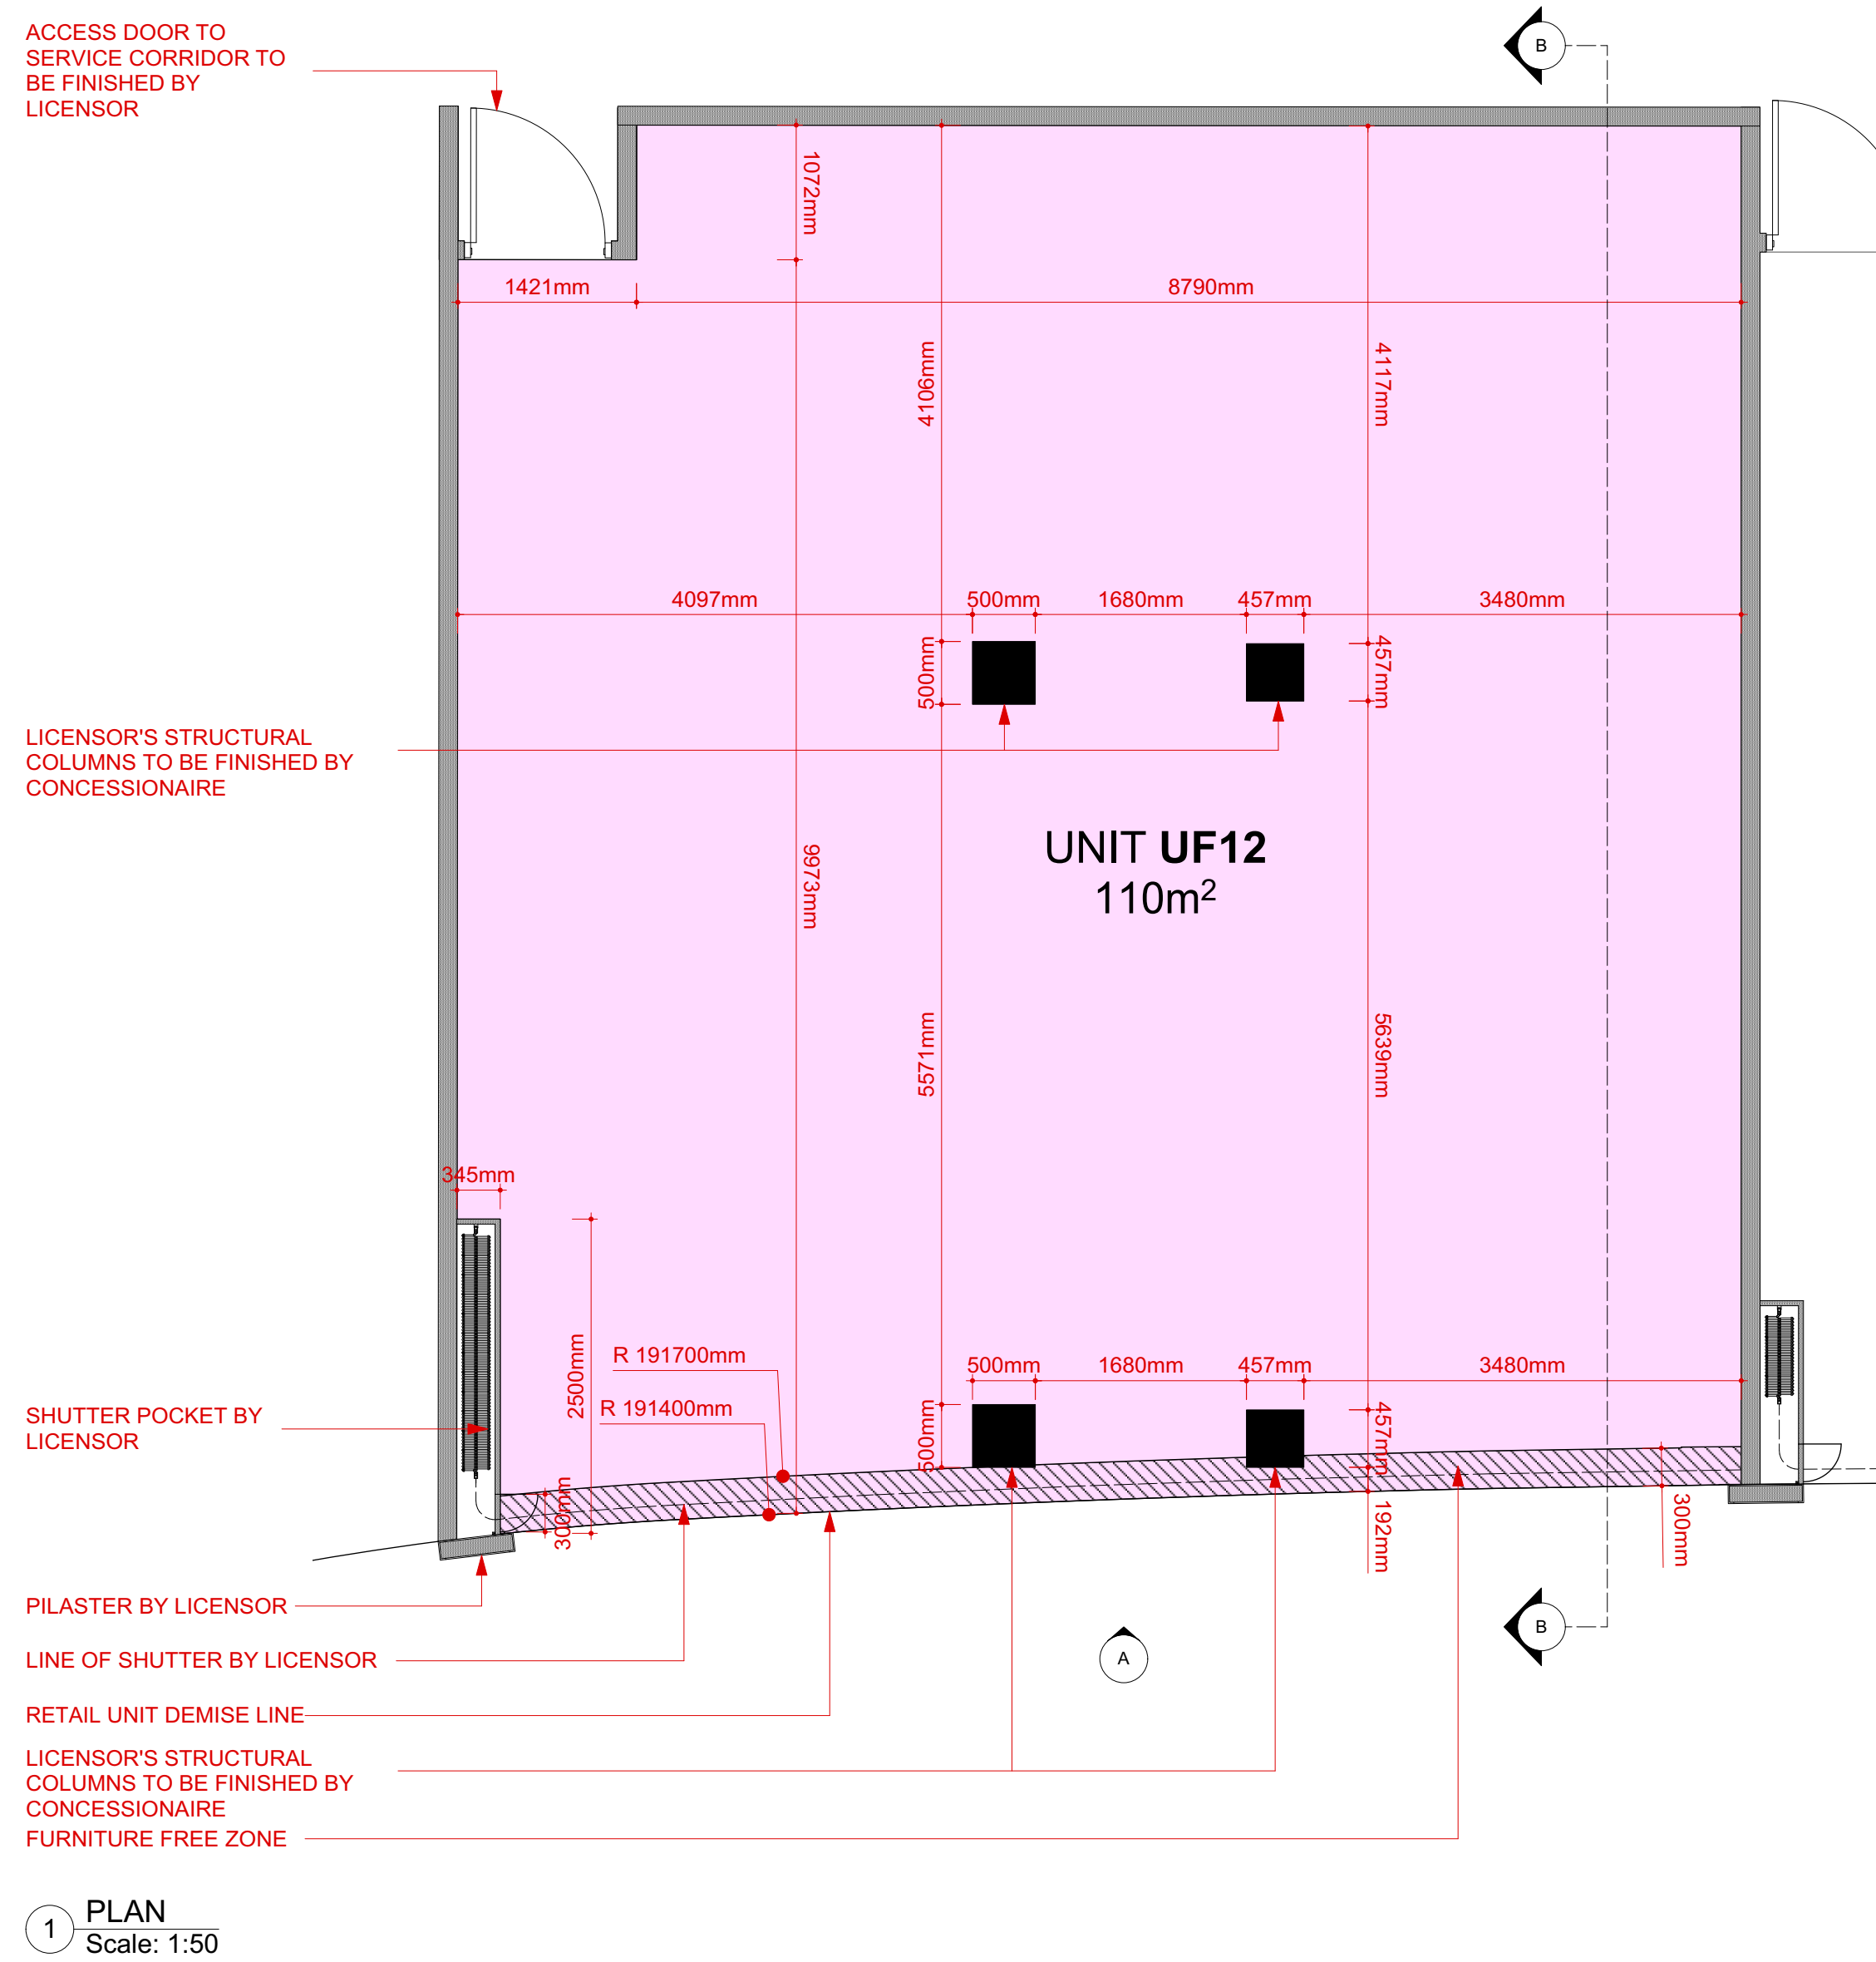 ACCESS DOOR TO
SERVICE CORRIDOR TO
BE FINISHED BY
LICENSOR
B
1072mm
1421mm
8790mm
4106mm
4117mm
4097mm
500mm
1680mm
457mm
3480mm
500mm
457mm
LICENSOR'S STRUCTURAL
COLUMNS TO BE FINISHED BY
CONCESSIONAIRE
UNIT UF12
110m²
9973mm
5571mm
5639mm
345mm
2500mm
R 191700mm
R 191400mm
500mm
1680mm
457mm
3480mm
500mm
457mm
SHUTTER POCKET BY
LICENSOR
300mm
192mm
300mm
PILASTER BY LICENSOR
B
A
LINE OF SHUTTER BY LICENSOR
RETAIL UNIT DEMISE LINE
LICENSOR'S STRUCTURAL
COLUMNS TO BE FINISHED BY
CONCESSIONAIRE
FURNITURE FREE ZONE
1 PLAN
Scale: 1:50